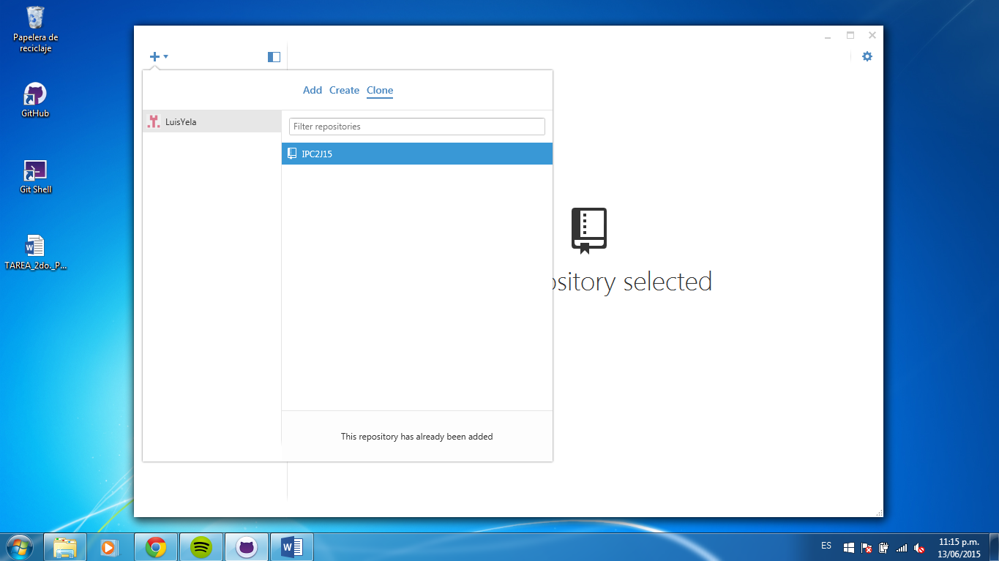 Papelera de
reciclaje
GitHub
Git Shell
TAREA_2do._P...
Add Create Clone
LuisYela
Filter repositories
IPC2J15
ository selected
This repository has already been added
ES
11:15 p.m.
13/06/2015